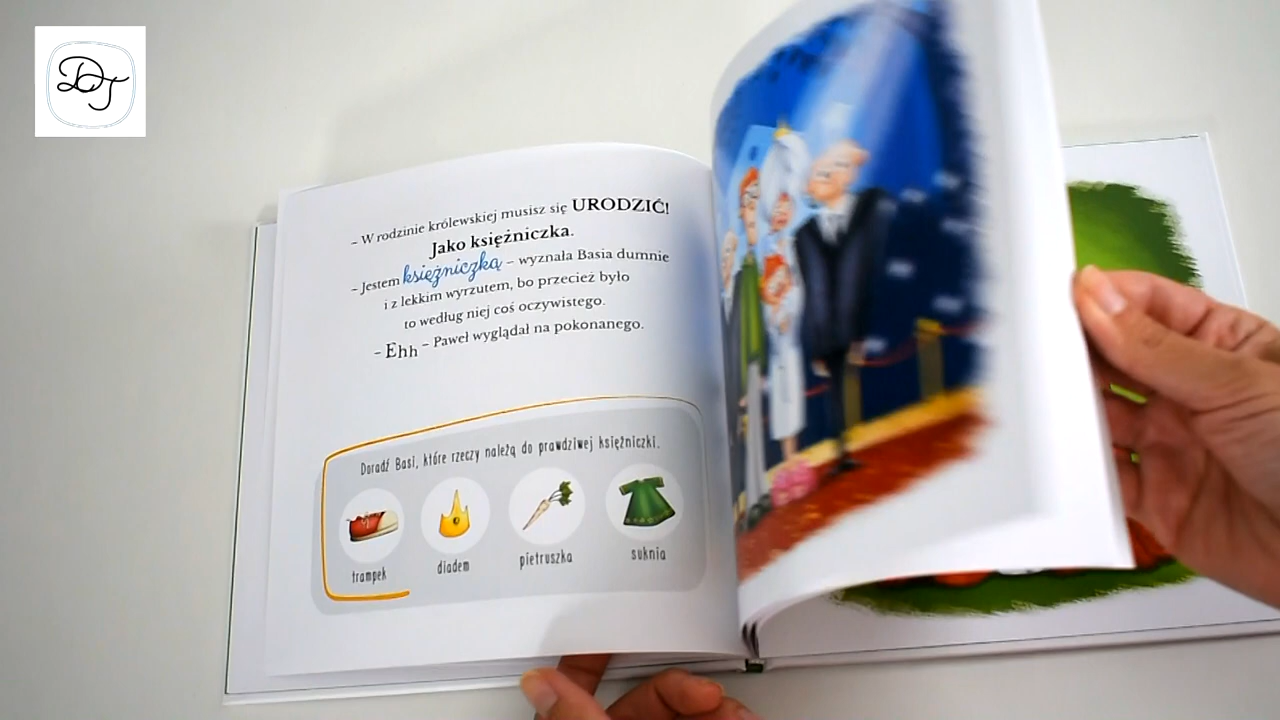 DJ
– W rodzinie królewskiej musisz się URODZIĆ!
Jako księżniczka.
– Jestem księżniczką – wyznała Basia dumnie
i z lekkim wyrzutem, bo przecież było
to według niej coś oczywistego.
– Ehh – Paweł wyglądał na pokonanego.
Doradź Basi, które rzeczy należą do prawdziwej księżniczki.
trampek
diadem
pietruszka
suknia